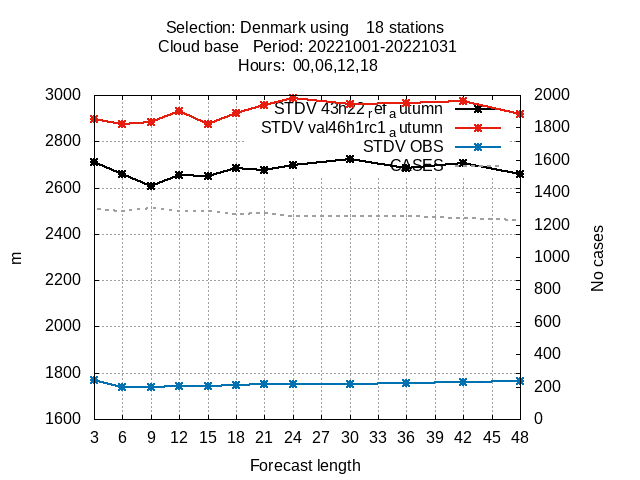 Selection: Denmark using 18 stations
Cloud base Period: 20221001-20221031
Hours: 00,06,12,18
3000
2800
2600
2400
2200
2000
1800
1600
m
STDV 43h22_ref_autumn
STDV val46h1rc1_autumn
STDV OBS
CASES
2000
1800
1600
1400
1200
1000
800
600
400
200
0
No cases
3 6 9 12 15 18 21 24 27 30 33 36 39 42 45 48
Forecast length